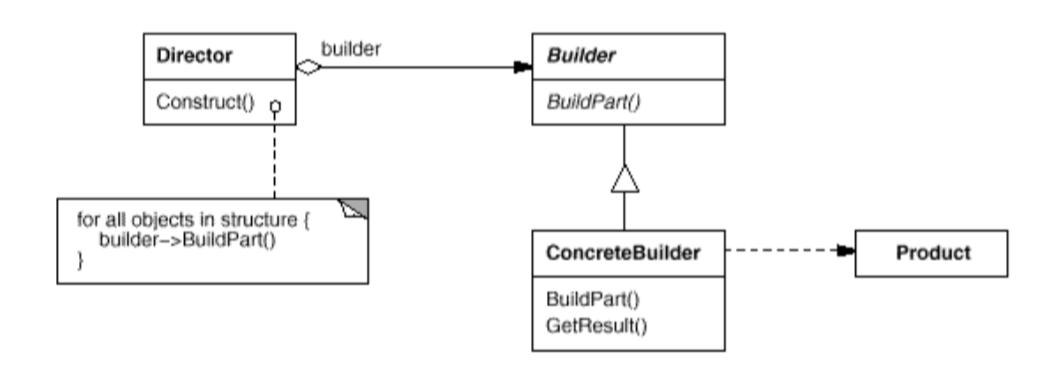 Director
builder
Builder
Construct()
BuildPart()
for all objects in structure {
builder–>BuildPart()
}
ConcreteBuilder
Product
BuildPart()
GetResult()